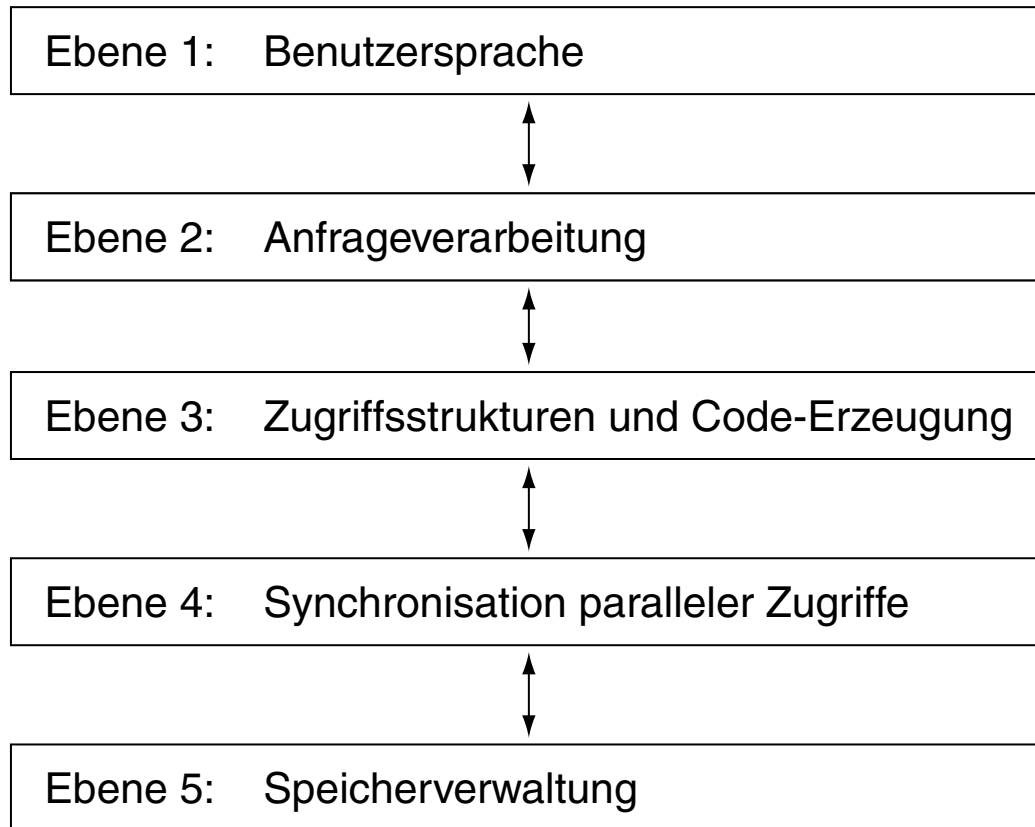 Ebene 1: Benutzersprache
Ebene 2: Anfrageverarbeitung
Ebene 3: Zugriffsstrukturen und Code-Erzeugung
Ebene 4: Synchronisation paralleler Zugriffe
Ebene 5: Speicherverwaltung